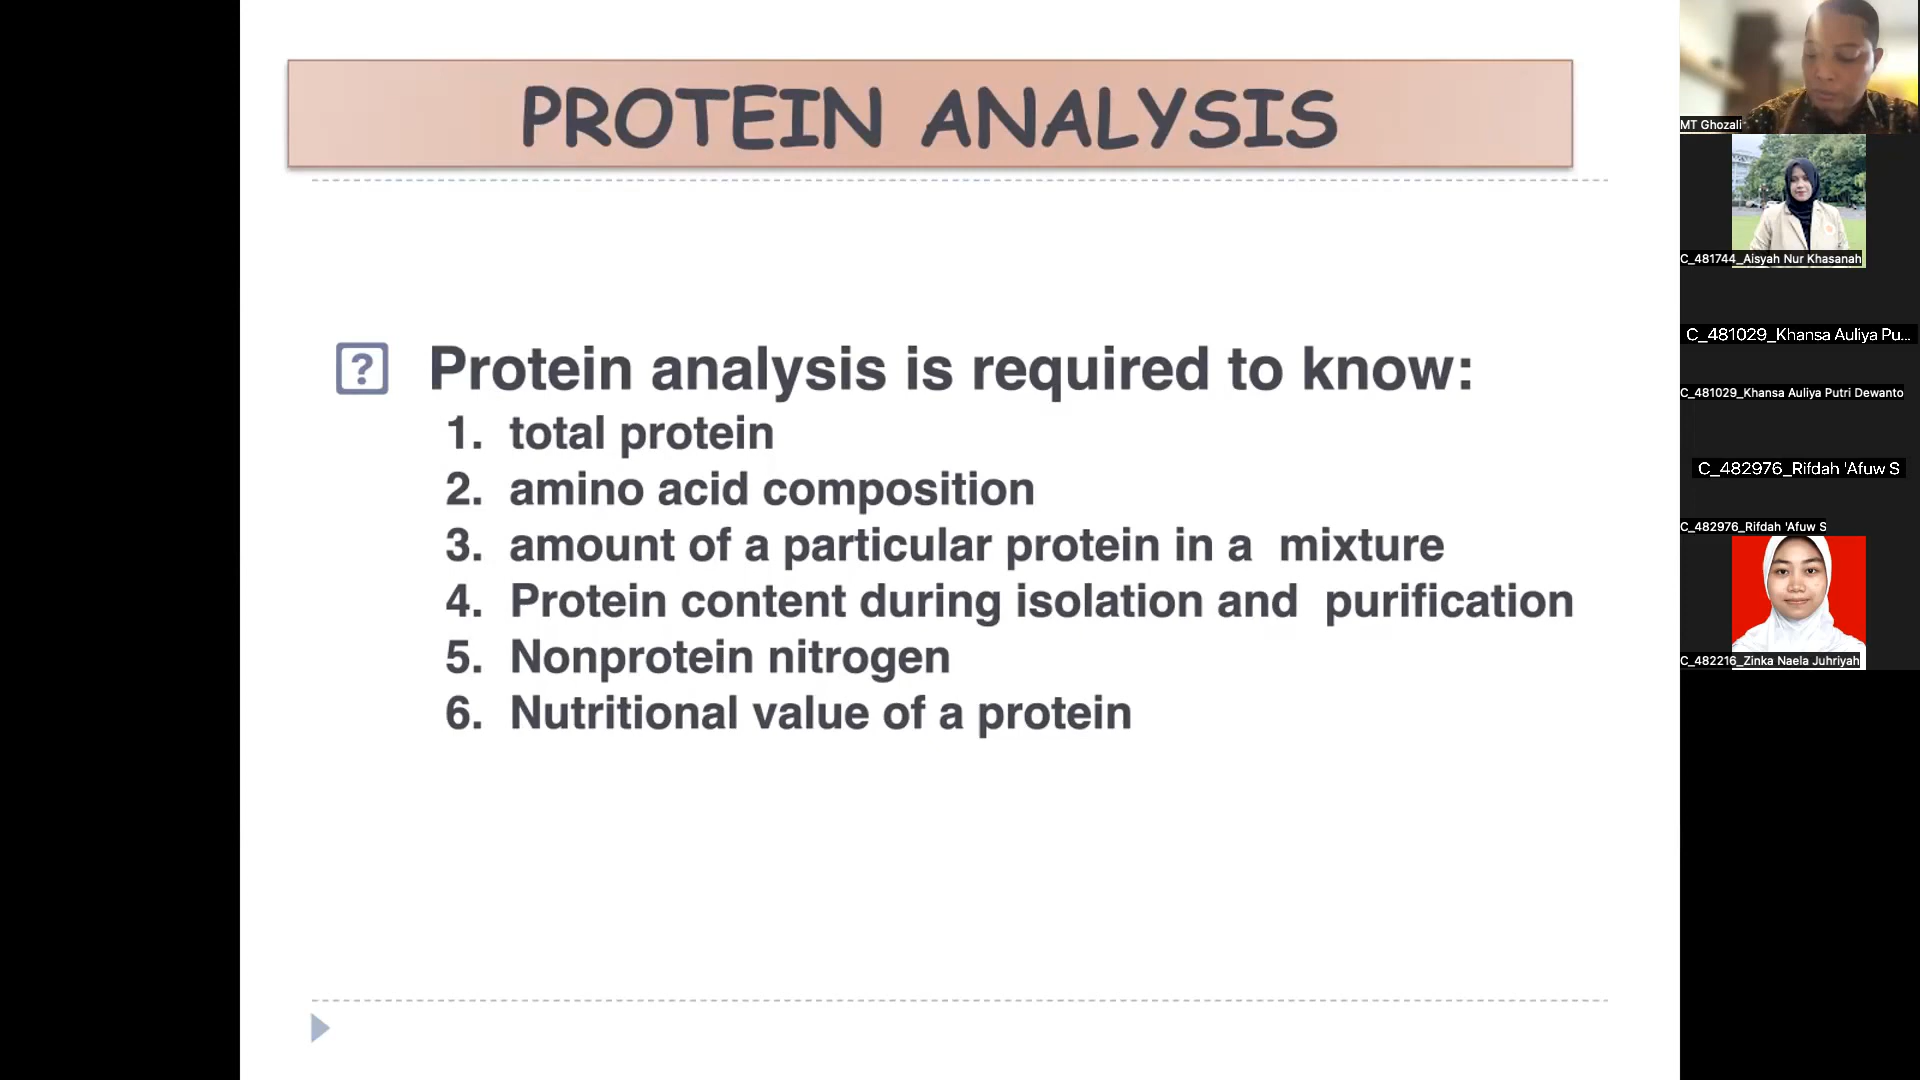 PROTEIN ANALYSIS
? Protein analysis is required to know:
1. total protein
2. amino acid composition
3. amount of a particular protein in a mixture
4. Protein content during isolation and purification
5. Nonprotein nitrogen
6. Nutritional value of a protein
MT Ghozali
C_481744_Aisyah Nur Khasanah
C_481029_Khansa Auliya Pu...
C_481029_Khansa Auliya Putri Dewanto
C_482976_Rifdah 'Afuw S
C_482976_Rifdah 'Afuw S
C_482216_Zinka Naela Juhriyah